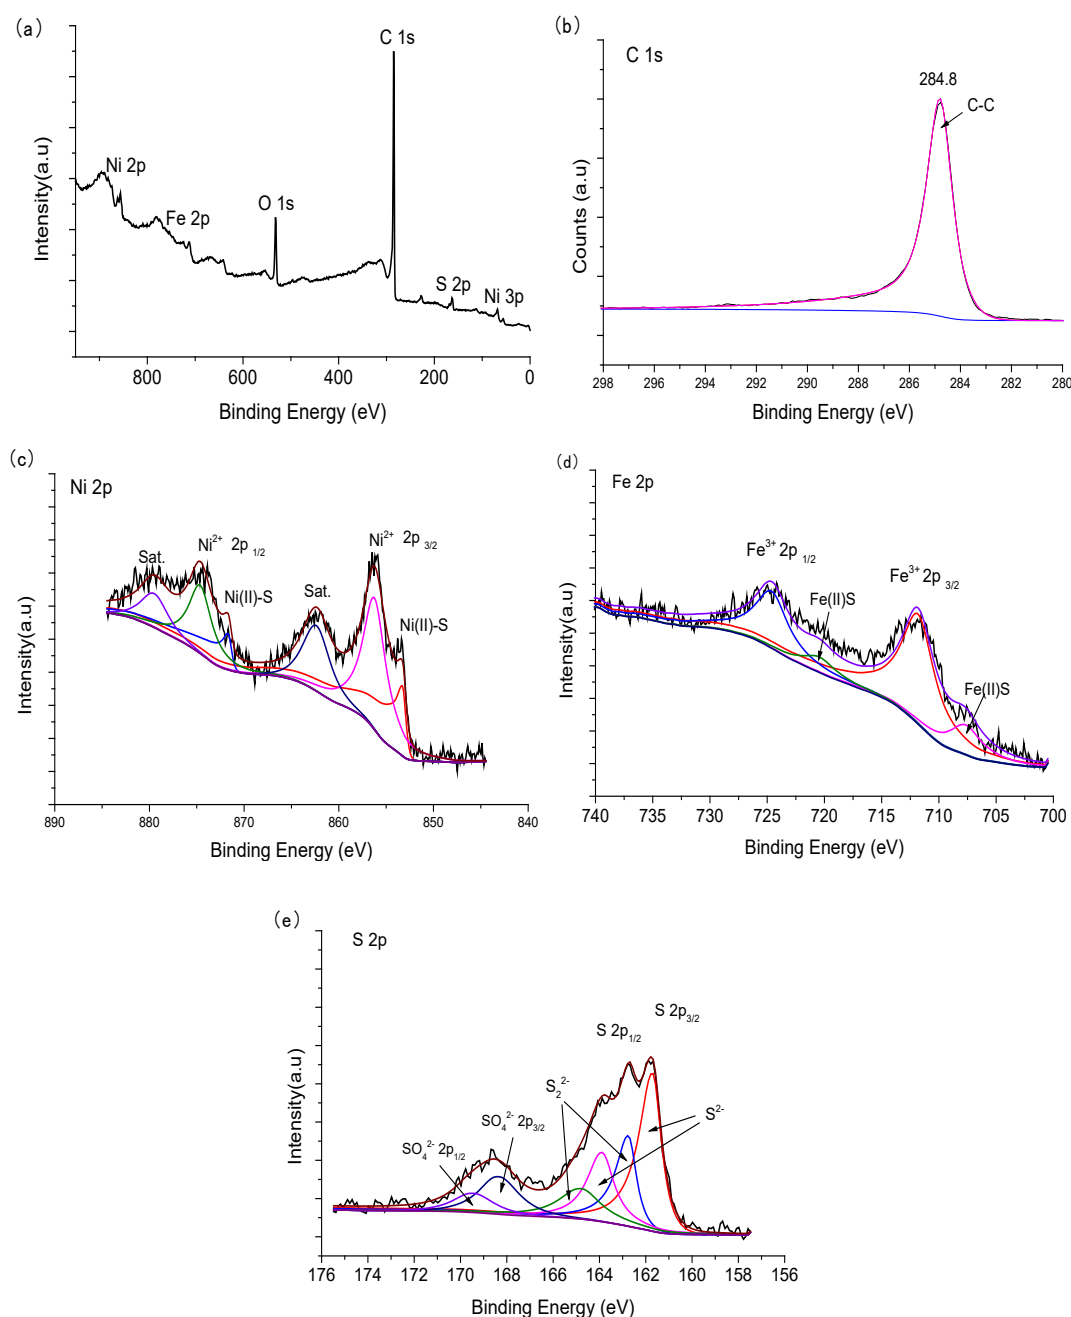 (a)
C 1s
Ni 2p
Fe 2p
O 1s
S 2p
Ni 3p
Intensity(a.u)
800 600 400 200 0
Binding Energy (eV)
(b)
C 1s
284.8
C-C
Counts (a.u)
298 296 294 292 290 288 286 284 282 280
Binding Energy (eV)
(c)
Ni 2p
Sat.
Ni²⁺ 2p 1/2
Ni(II)-S
Sat.
Ni²⁺ 2p 3/2
Ni(II)-S
Intensity(a.u)
890 880 870 860 850 840
Binding Energy (eV)
(d)
Fe 2p
Fe³⁺ 2p 1/2
Fe(II)S
Fe³⁺ 2p 3/2
Fe(II)S
Intensity(a.u)
740 735 730 725 720 715 710 705 700
Binding Energy (eV)
(e)
S 2p
S 2p3/2
S 2p1/2
S₂²⁻
S²⁻
SO₄²⁻ 2p3/2
SO₄²⁻ 2p1/2
Intensity(a.u)
176 174 172 170 168 166 164 162 160 158 156
Binding Energy (eV)